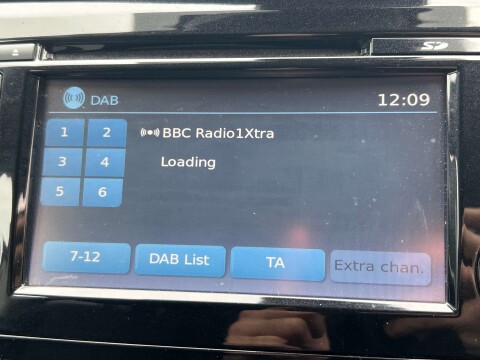 SD
DAB 12:09
1 2 BBC Radio1Xtra
3 4 Loading
5 6
7-12 DAB List TA Extra chan.